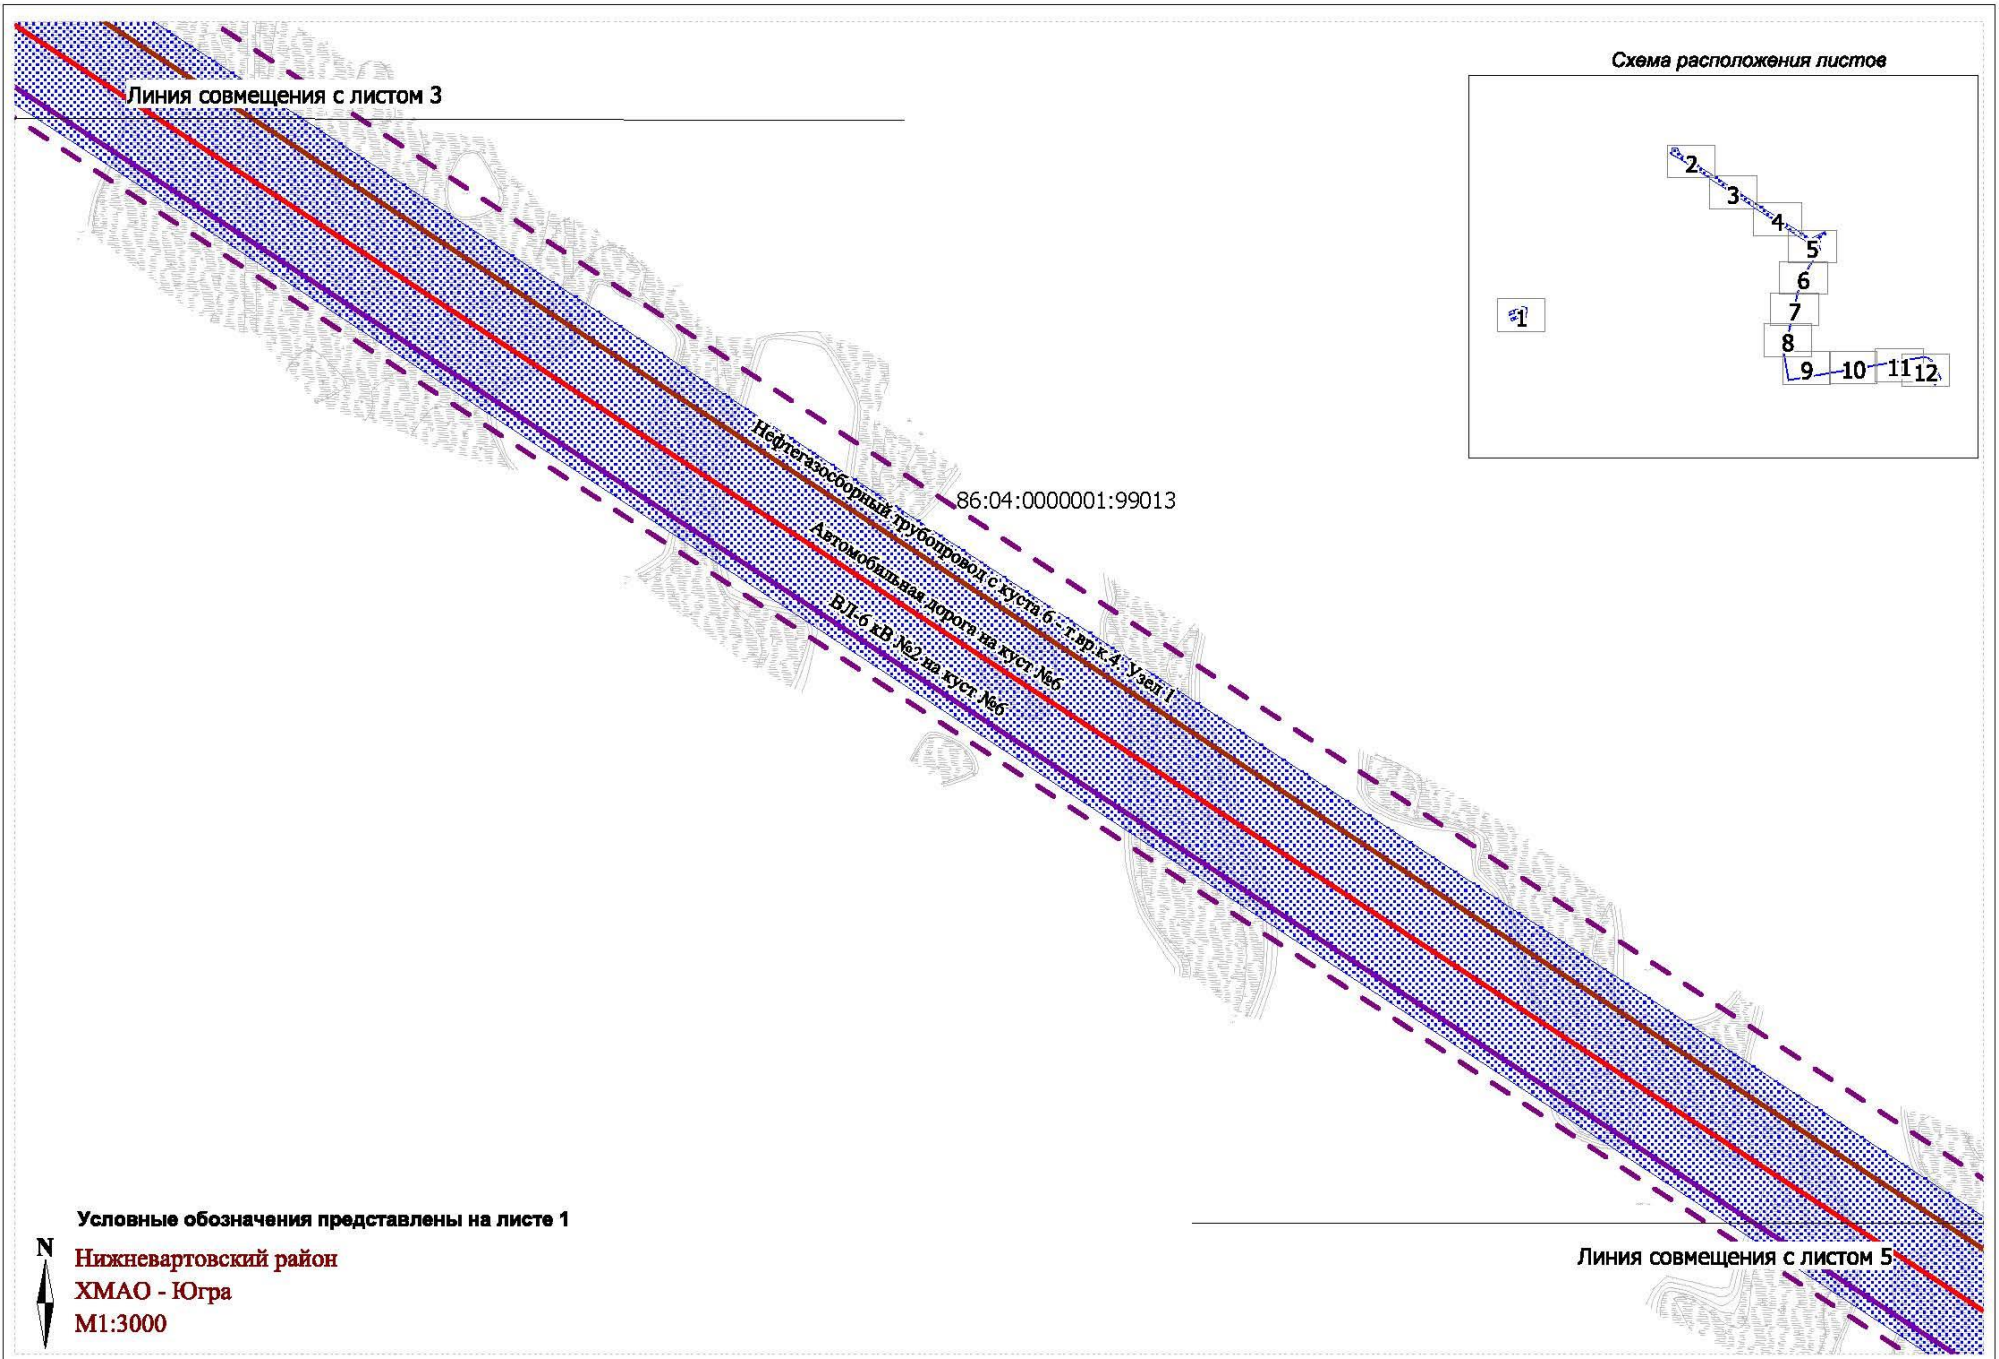 Линия совмещения с листом 3
Схема расположения листов
2
3
4
5
6
7
8
9
10
11
12
1
86:04:0000001:99013
Нефтегазосборный трубопровод с куста 6 - т.вр.к.4. Узел 1
Автомобильная дорога на куст №6
ВЛ-6 кВ №2 на куст №6
Условные обозначения представлены на листе 1
N
Нижневартовский район
ХМАО - Югра
М1:3000
Линия совмещения с листом 5